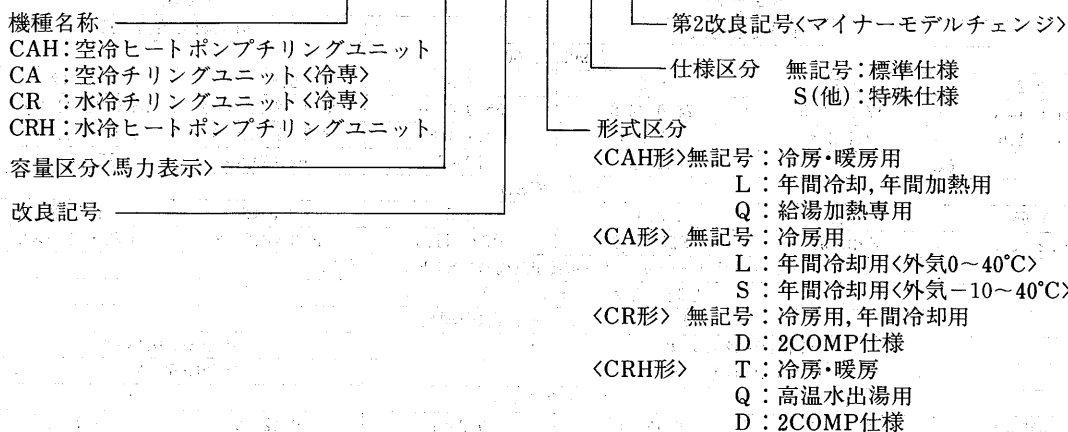 機種名称
CAH：空冷ヒートポンプチリングユニット
CA ：空冷チリングユニット〈冷専〉
CR ：水冷チリングユニット〈冷専〉
CRH：水冷ヒートポンプチリングユニット
容量区分〈馬力表示〉
改良記号
第2改良記号〈マイナーモデルチェンジ〉
仕様区分 無記号：標準仕様
S(他)：特殊仕様
形式区分
〈CAH形〉無記号：冷房・暖房用
L：年間冷却，年間加熱用
Q：給湯加熱専用
〈CA形〉 無記号：冷房用
L：年間冷却用〈外気0～40℃〉
S：年間冷却用〈外気－10～40℃〉
〈CR形〉 無記号：冷房用，年間冷却用
D：2COMP仕様
〈CRH形〉 T：冷房・暖房
Q：高温水出湯用
D：2COMP仕様